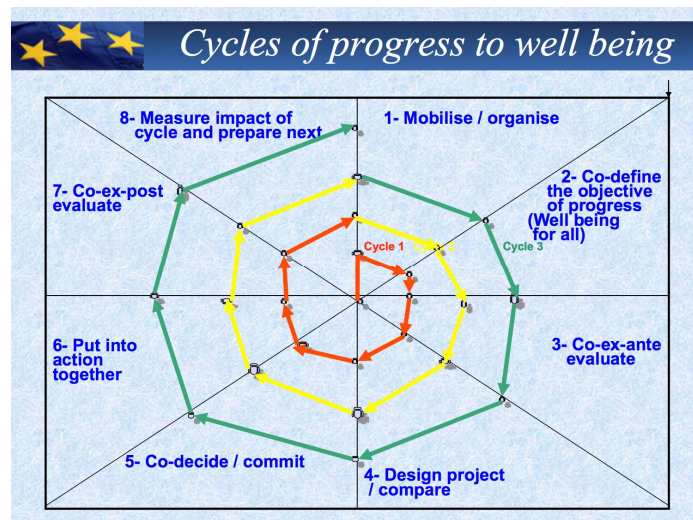 Cycles of progress to well being
8- Measure impact of
cycle and prepare next
1- Mobilise / organise
2- Co-define
the objective
of progress
(Well being
for all)
7- Co-ex-post
evaluate
Cycle 1
Cycle 3
6- Put into
action
together
3- Co-ex-ante
evaluate
5- Co-decide / commit
4- Design project
/ compare